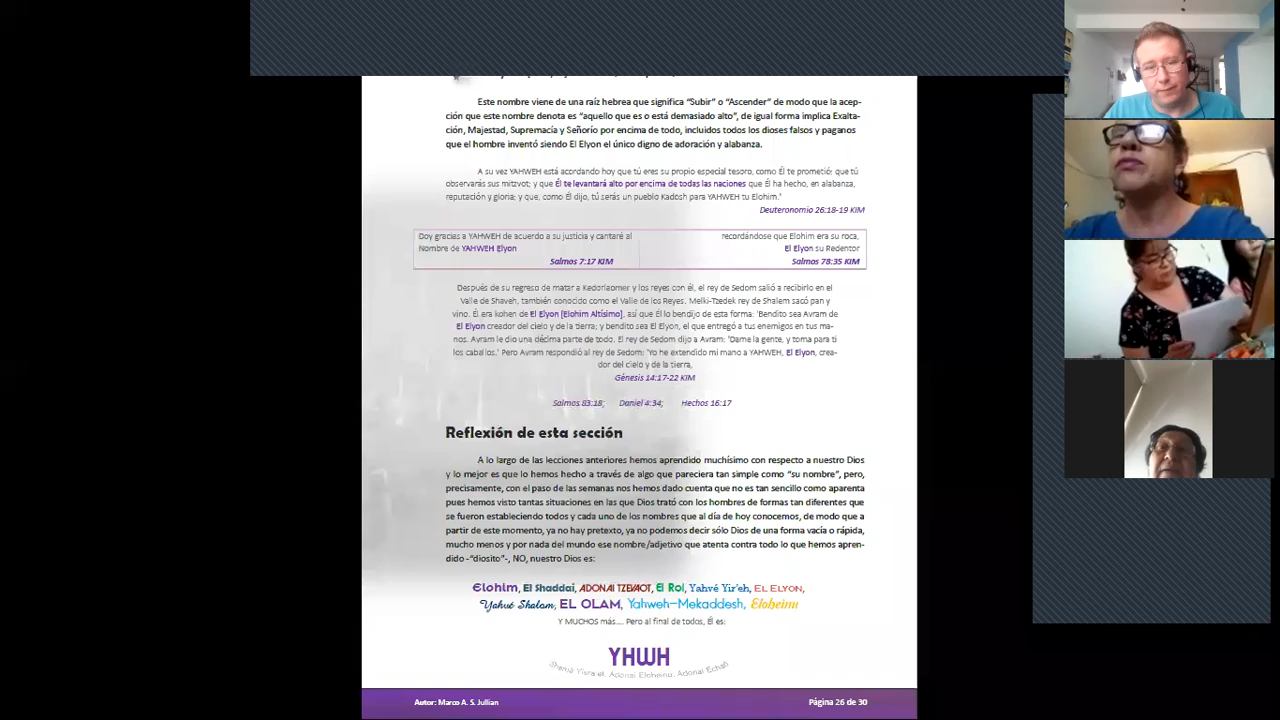 Este nombre viene de una raíz hebrea que significa “Subir” o “Ascender” de modo que la acep-
ción que este nombre denota es “aquello que es o está demasiado alto”, de igual forma implica Exalta-
ción, Majestad, Supremacía y Señorío por encima de todo, incluidos todos los dioses falsos y paganos
que el hombre inventó siendo El Elyon el único digno de adoración y alabanza.
A su vez YAHWEH está acordando hoy que tú eres su propio especial tesoro, como Él te prometió; que tú
observarás sus mitzvot; y que Él te levantará alto por encima de todas las naciones que Él ha hecho, en alabanza,
reputación y gloria; y que, como Él dijo, tú serás un pueblo Kadosh para YAHWEH tu Elohim."
Deuteronomio 26:18-19 KIM
Doy gracias a YAHWEH de acuerdo a su justicia y cantaré al
Nombre de YAHWEH Elyon
Salmos 7:17 KIM
recordándose que Elohim era su roca,
El Elyon su Redentor
Salmos 78:35 KIM
Después de su regreso de matar a Kedorlaomer y los reyes con él, el rey de Sedom salió a recibirlo en el
Valle de Shaveh, también conocido como el Valle de los Reyes. Melki-Tzedek rey de Shalem sacó pan y
vino. Él era kohen de El Elyon [Elohim Altísimo], así que Él lo bendijo de esta forma: 'Bendito sea Avram de
El Elyon creador del cielo y de la tierra; y bendito sea El Elyon, el que entregó a tus enemigos en tus ma-
nos. Avram le dio una décima parte de todo. El rey de Sedom dijo a Avram: 'Dame la gente, y toma para ti
los caballos.' Pero Avram respondió al rey de Sedom: 'Yo he extendido mi mano a YAHWEH, El Elyon, crea-
dor del cielo y de la tierra,
Génesis 14:17-22 KIM
Salmos 83:18; Daniel 4:34; Hechos 16:17
Reflexión de esta sección
A lo largo de las lecciones anteriores hemos aprendido muchísimo con respecto a nuestro Dios
y lo mejor es que lo hemos hecho a través de algo que pareciera tan simple como “su nombre”, pero,
precisamente, con el paso de las semanas nos hemos dado cuenta que no es tan sencillo como aparenta
pues hemos visto tantas situaciones en las que Dios trató con los hombres de formas tan diferentes que
se fueron estableciendo todos y cada uno de los nombres que al día de hoy conocemos, de modo que a
partir de este momento, ya no hay pretexto, ya no podemos decir sólo Dios de una forma vacía o rápida,
mucho menos y por nada del mundo ese nombre/adjetivo que atenta contra todo lo que hemos apren-
dido -“diosito”-, NO, nuestro Dios es:
Elohim, El Shaddai, ADONAI TZEVAOT, El Roi, Yahvé Yir'eh, EL ELYON,
Yahvé Shalom, EL OLAM, Yahweh-Mekaddesh, Eloheinu
Y MUCHOS más.... Pero al final de todos, Él es:
YHWH
Shemá Yisra'el, Adonai Eloheinu, Adonai Echad
Autor: Marco A. S. Jullian
Página 26 de 30